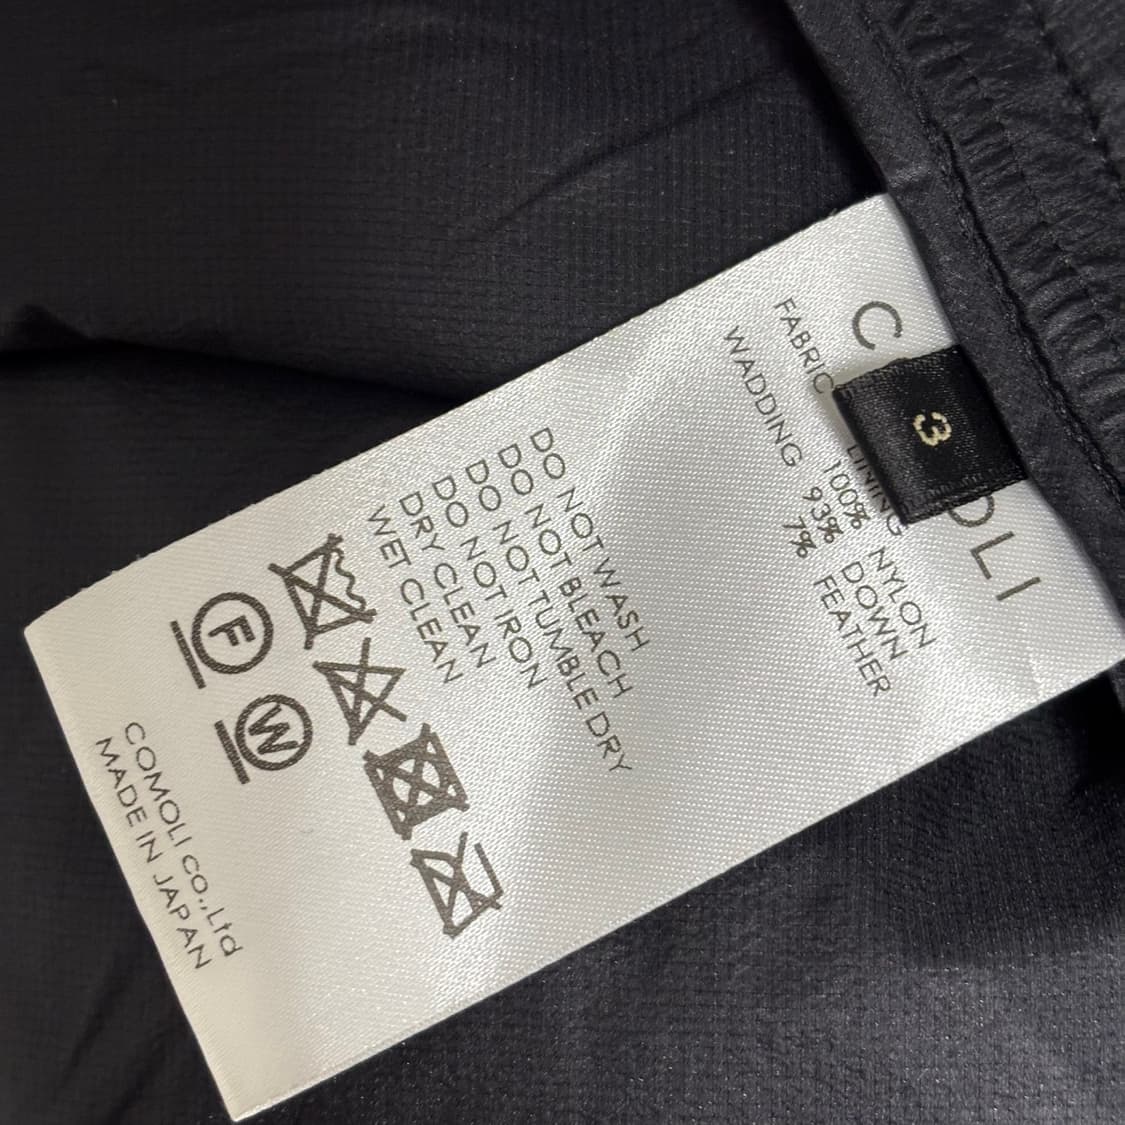 C OLI
3
FABRIC LINING
100% NYLON
WADDING 93% DOWN
7% FEATHER
DO NOT WASH
DO NOT BLEACH
DO NOT TUMBLE DRY
DO NOT IRON
DRY CLEAN
WET CLEAN
F W
COMOLI co.,Ltd
MADE IN JAPAN